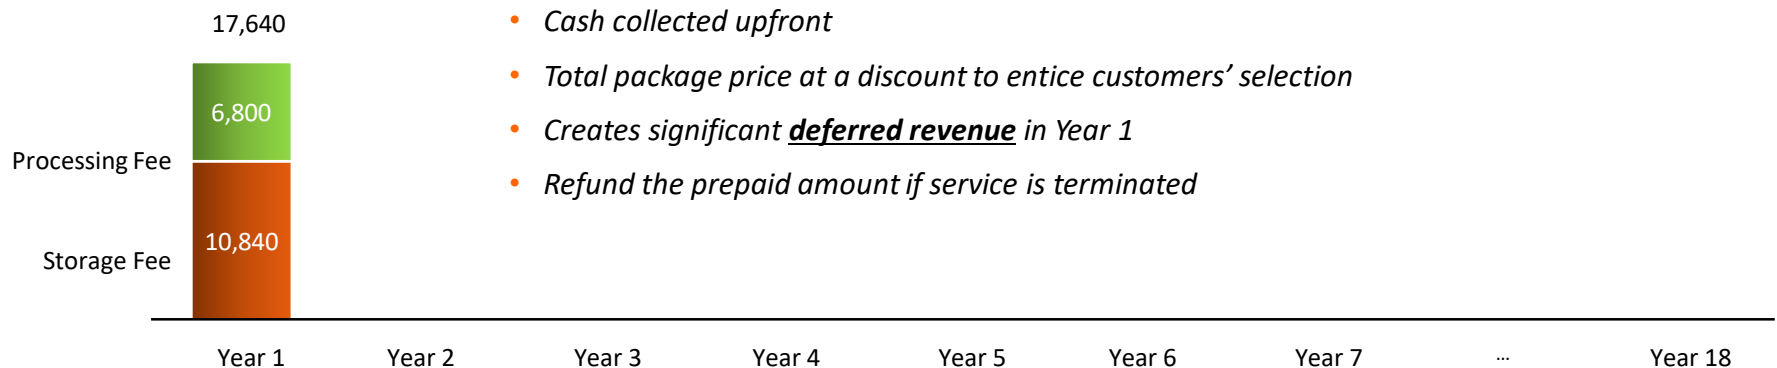 17,640
6,800
Processing Fee
10,840
Storage Fee
• Cash collected upfront
• Total package price at a discount to entice customers’ selection
• Creates significant deferred revenue in Year 1
• Refund the prepaid amount if service is terminated
Year 1 Year 2 Year 3 Year 4 Year 5 Year 6 Year 7 ... Year 18